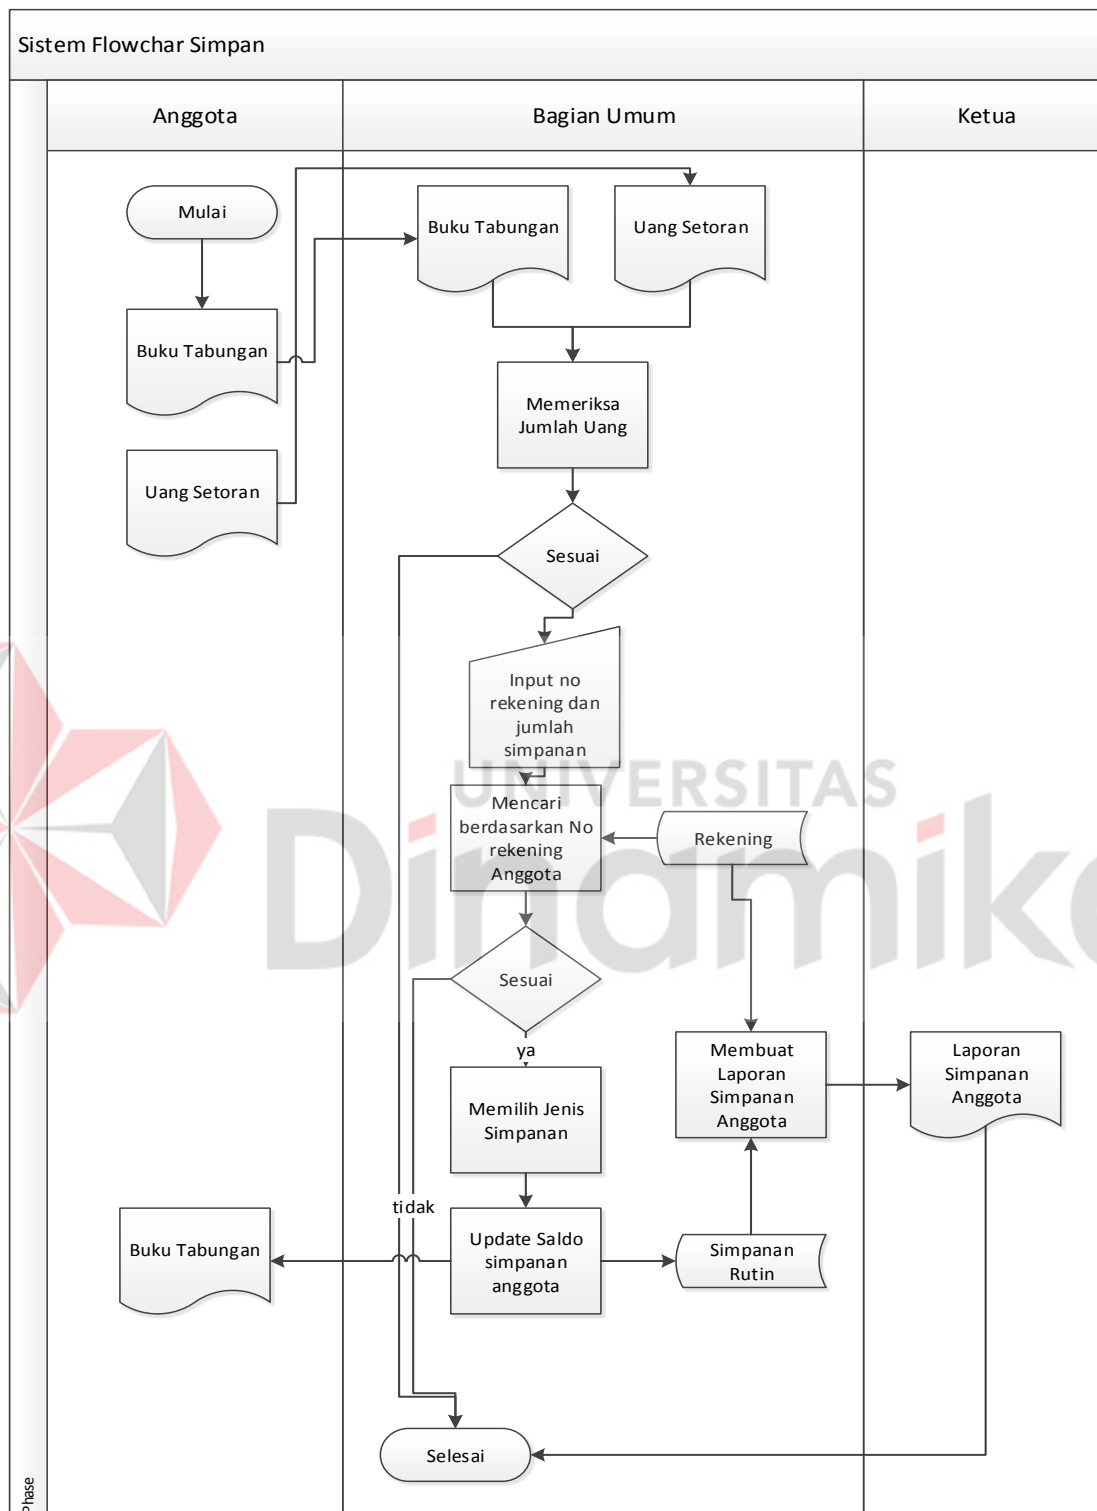 Sistem Flowchar Simpan
Anggota
Bagian Umum
Ketua
Mulai
Buku Tabungan
Uang Setoran
Buku Tabungan
Uang Setoran
Memeriksa
Jumlah Uang
Sesuai
Input no
rekening dan
jumlah
simpanan
UNIVERSITAS
Dinamika
Mencari
berdasarkan No
rekening
Anggota
Rekening
Sesuai
ya
Memilih Jenis
Simpanan
Membuat
Laporan
Simpanan
Anggota
Laporan
Simpanan
Anggota
tidak
Buku Tabungan
Update Saldo
simpanan
anggota
Simpanan
Rutin
Selesai
Phase